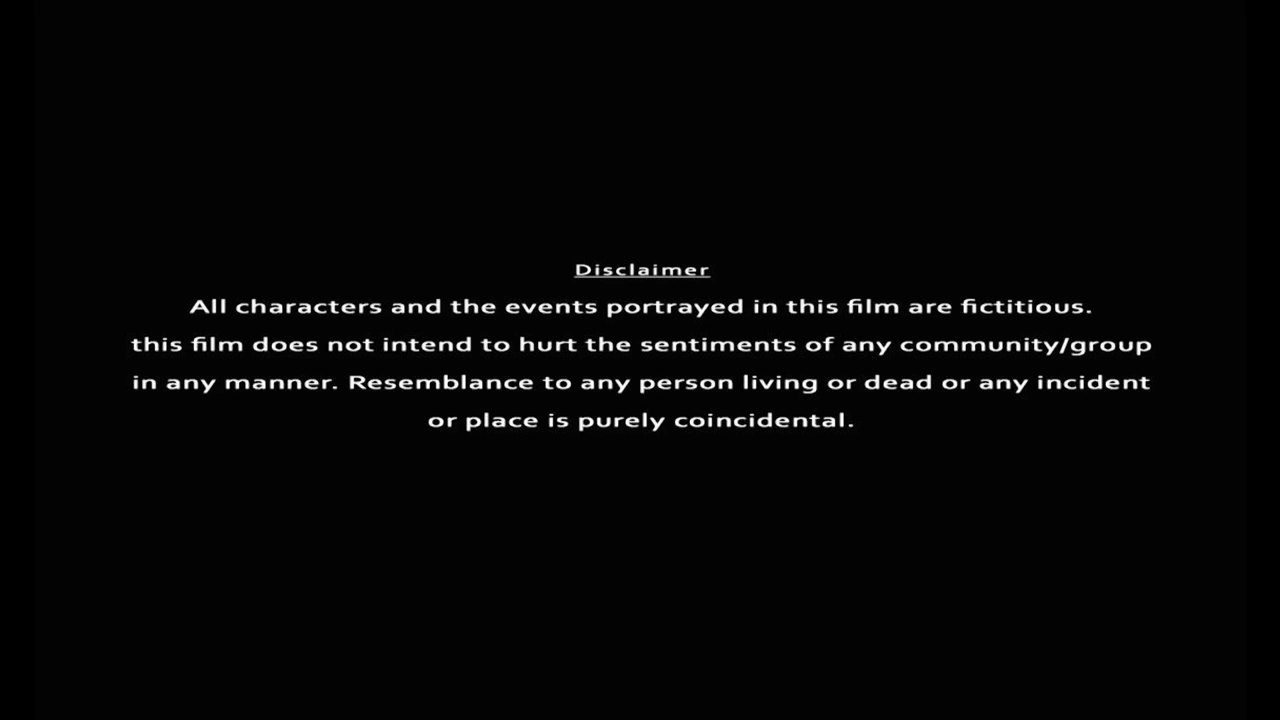 Disclaimer
All characters and the events portrayed in this film are fictitious.
this film does not intend to hurt the sentiments of any community/group
in any manner. Resemblance to any person living or dead or any incident
or place is purely coincidental.